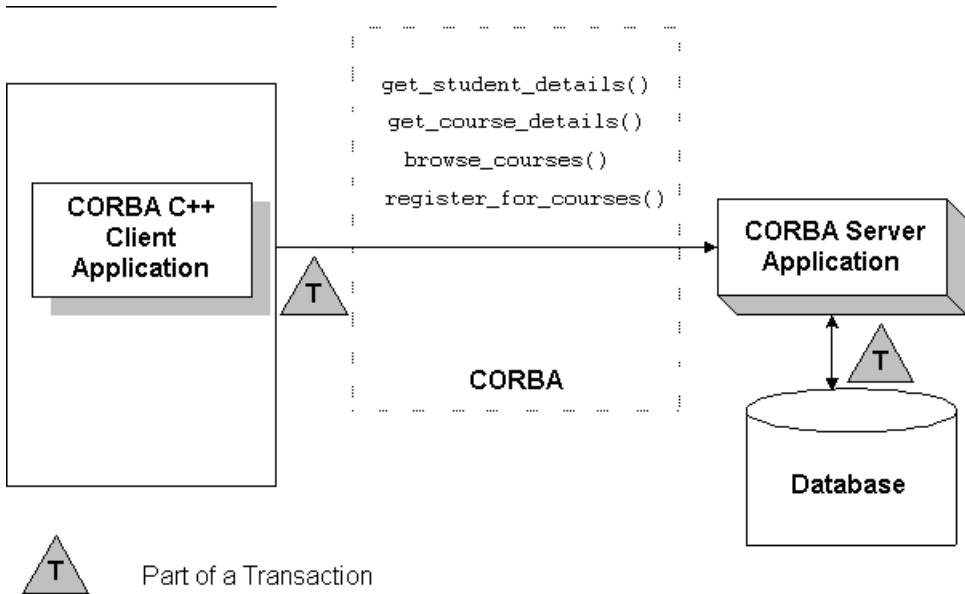 get_student_details()
get_course_details()
browse_courses()
register_for_courses()
CORBA C++
Client
Application
CORBA Server
Application
T
T
CORBA
Database
T
Part of a Transaction